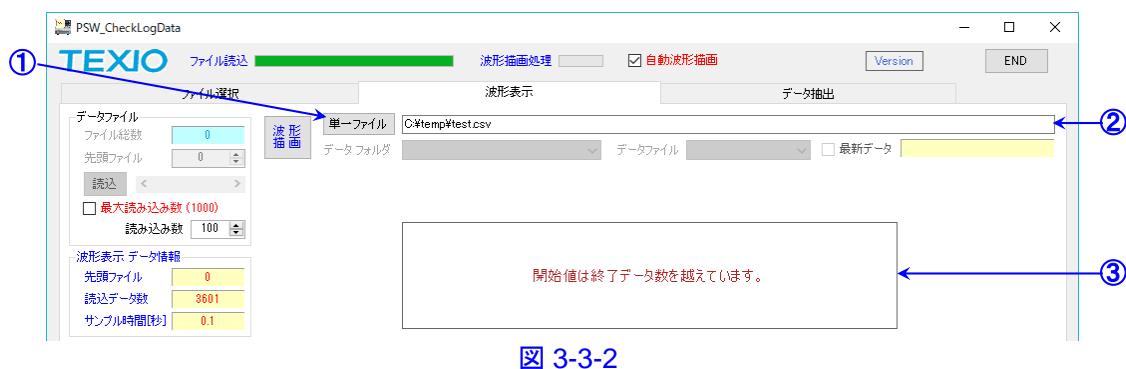 PSW_CheckLogData
① TEXIO ファイル読込 波形描画処理 自動波形描画 Version END
ファイル選択 波形表示 データ抽出
データファイル
ファイル総数 0
先頭ファイル 0
読込
最大読み込み数 (1000)
読み込み数 100
波形描画 単一ファイル C:¥temp¥test.csv ②
データ フォルダ データファイル 最新データ
波形表示 データ情報
先頭ファイル 0
読込データ数 3601
サンプル時間[秒] 0.1
開始値は終了データ数を越えています。 ③
図 3-3-2